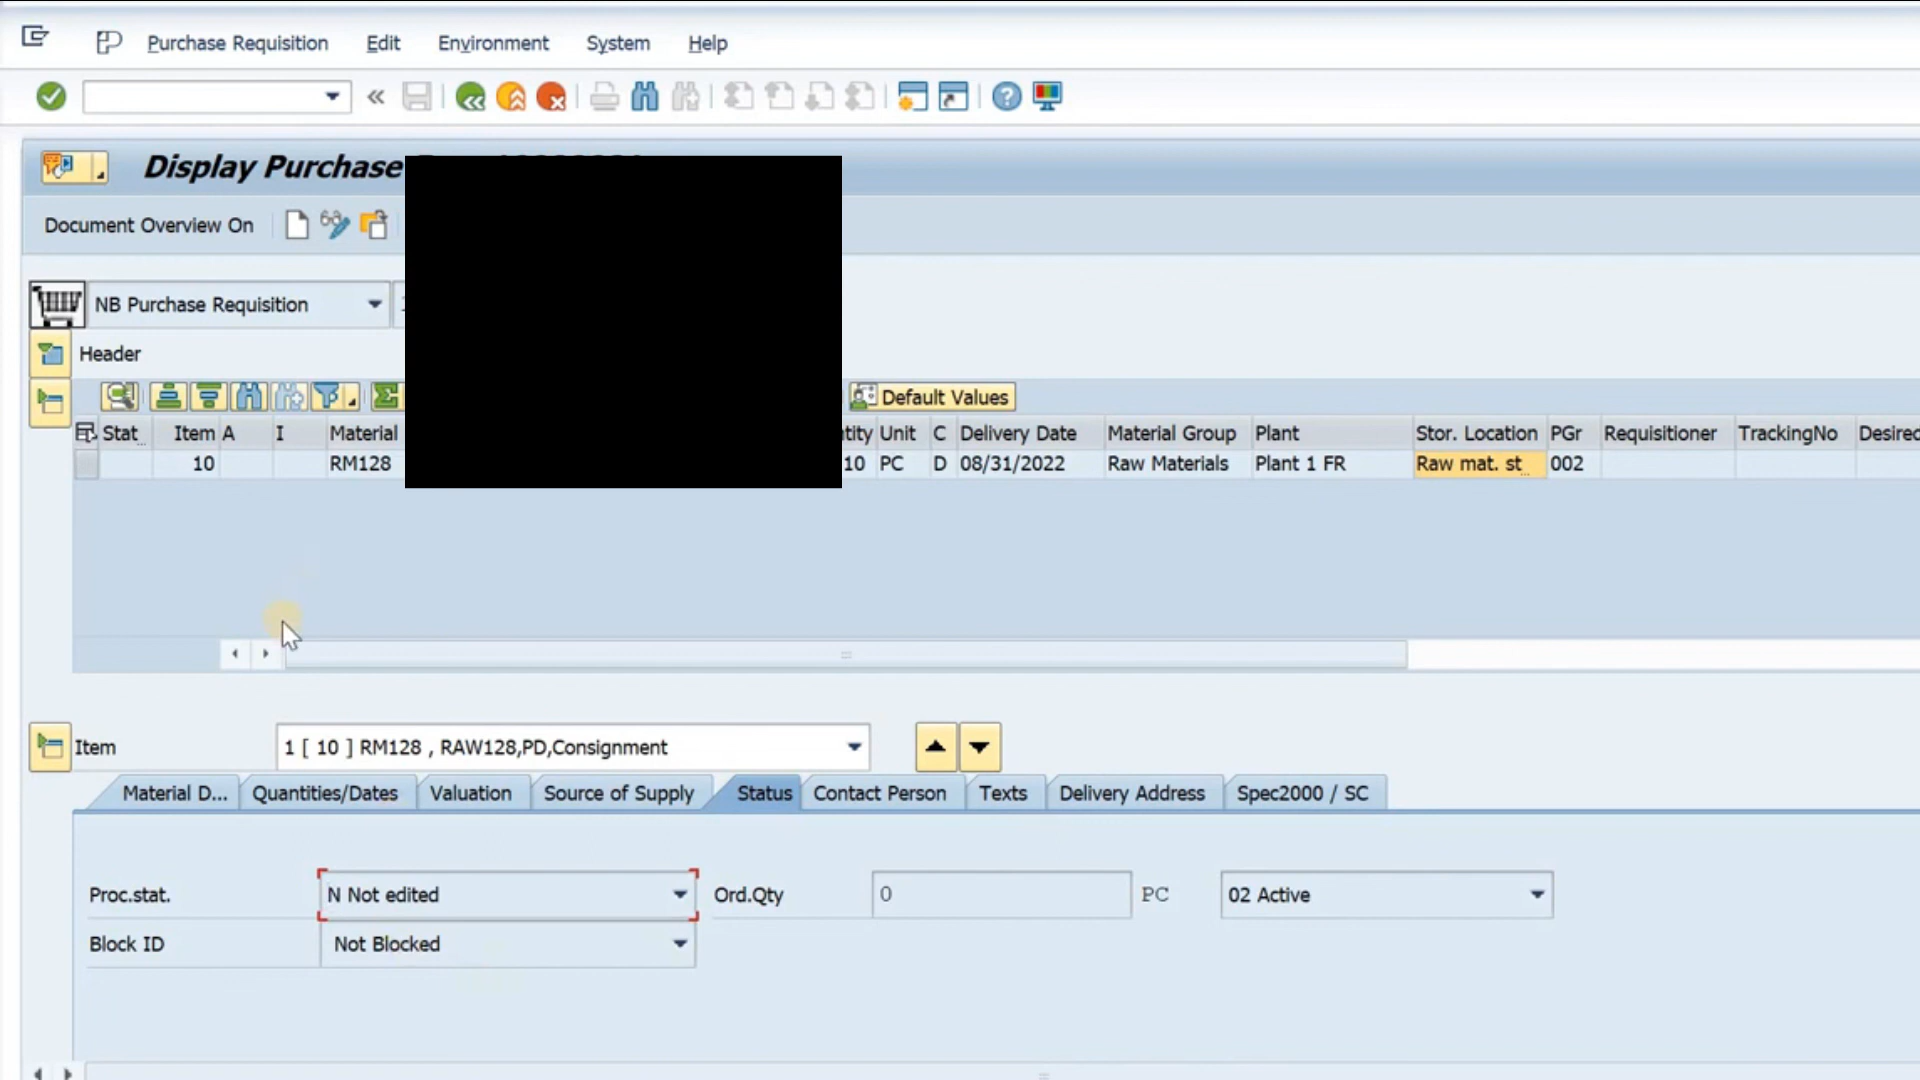 Purchase Requisition Edit Environment System Help
Display Purchase
Document Overview On
NB Purchase Requisition
Header
Default Values
Stat Item A I Material tity Unit C Delivery Date Material Group Plant Stor. Location PGr Requisitioner TrackingNo Desired
10 RM128 10 PC D 08/31/2022 Raw Materials Plant 1 FR Raw mat. st 002
Item 1 [ 10 ] RM128 , RAW128,PD,Consignment
Material D... Quantities/Dates Valuation Source of Supply Status Contact Person Texts Delivery Address Spec2000 / SC
Proc.stat. N Not edited Ord.Qty 0 PC 02 Active
Block ID Not Blocked